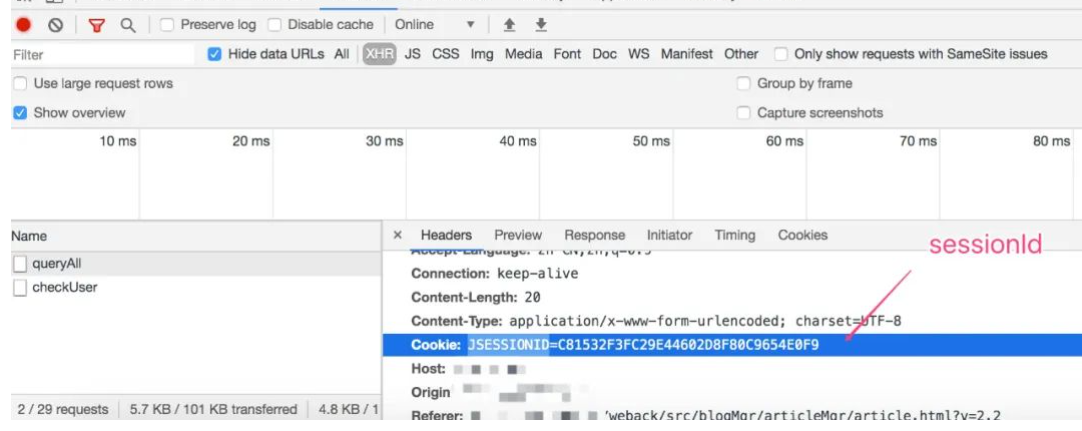 Preserve log Disable cache Online
Filter Hide data URLs All XHR JS CSS Img Media Font Doc WS Manifest Other Only show requests with SameSite issues
Use large request rows Group by frame
Show overview Capture screenshots
10 ms 20 ms 30 ms 40 ms 50 ms 60 ms 70 ms 80 ms
Name × Headers Preview Response Initiator Timing Cookies
sessionId
queryAll
checkUser
Accept-Language: zh-CN,zh;q=0.9
Connection: keep-alive
Content-Length: 20
Content-Type: application/x-www-form-urlencoded; charset=UTF-8
Cookie: JSESSIONID=C81532F3FC29E44602D8F80C9654E0F9
Host:
Origin
Referer: /weback/src/blogMgr/articleMgr/article.html?v=2.2
2 / 29 requests 5.7 KB / 101 KB transferred 4.8 KB / 1